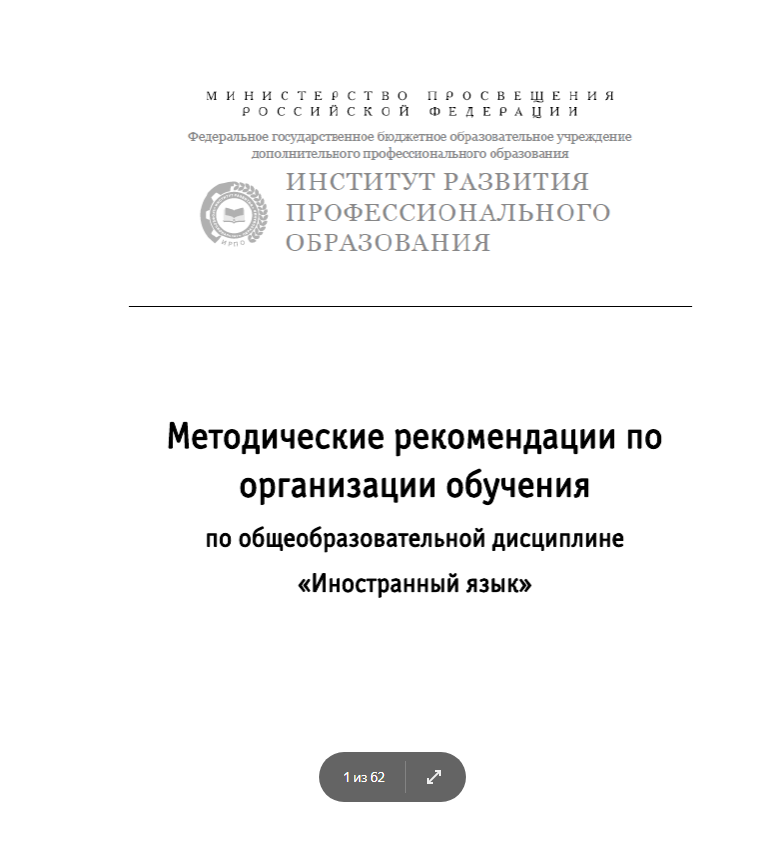 МИНИСТЕРСТВО ПРОСВЕЩЕНИЯ
РОССИЙСКОЙ ФЕДЕРАЦИИ
Федеральное государственное бюджетное образовательное учреждение
дополнительного профессионального образования
ИНСТИТУТ РАЗВИТИЯ
ПРОФЕССИОНАЛЬНОГО
ОБРАЗОВАНИЯ
ИРПО
Методические рекомендации по
организации обучения
по общеобразовательной дисциплине
«Иностранный язык»
1 из 62